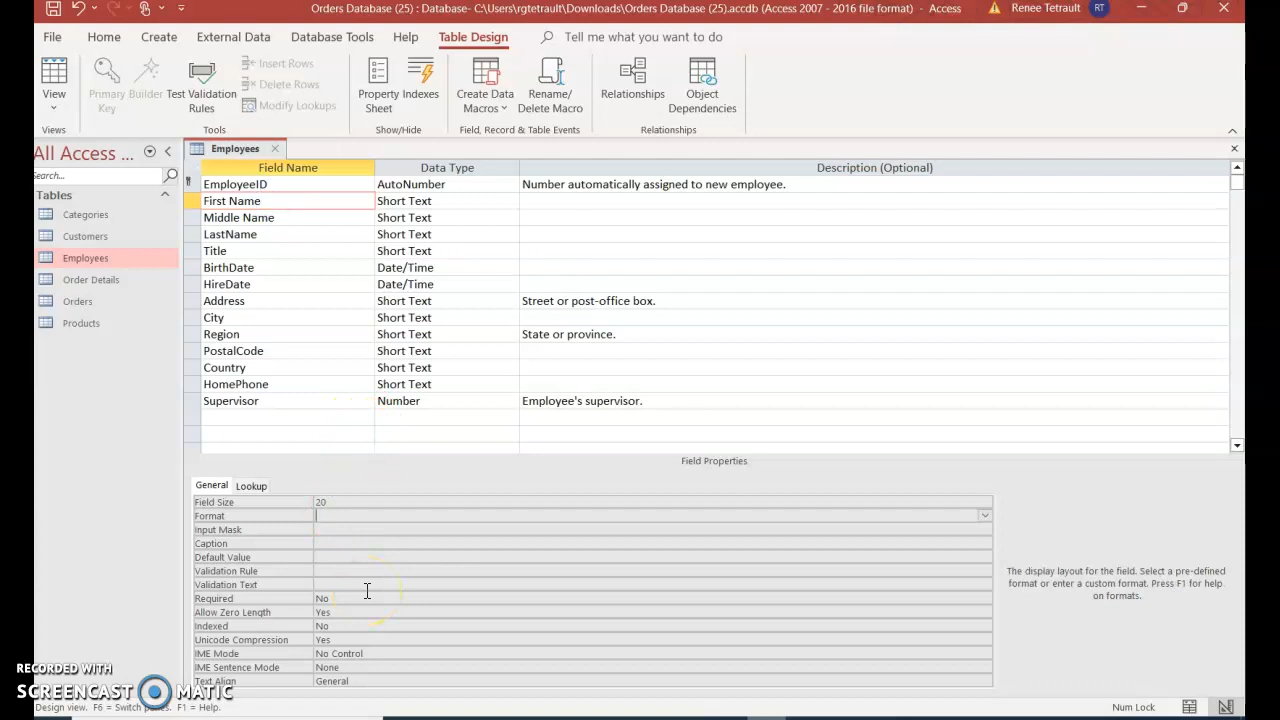 Orders Database (25) : Database- C:\Users\rgtetrault\Downloads\Orders Database (25).accdb (Access 2007 - 2016 file format) - Access Renee Tetrault RT
File Home Create External Data Database Tools Help Table Design Tell me what you want to do
View
Primary Key
Builder
Test Validation Rules
Insert Rows
Delete Rows
Modify Lookups
Property Sheet
Indexes
Create Data Macros
Rename/ Delete Macro
Relationships
Object Dependencies
Views Tools Show/Hide Field, Record & Table Events Relationships
All Access ...
Search...
Tables
Categories
Customers
Employees
Order Details
Orders
Products
Employees
Field Name Data Type Description (Optional)
EmployeeID AutoNumber Number automatically assigned to new employee.
First Name Short Text
Middle Name Short Text
LastName Short Text
Title Short Text
BirthDate Date/Time
HireDate Date/Time
Address Short Text Street or post-office box.
City Short Text
Region Short Text State or province.
PostalCode Short Text
Country Short Text
HomePhone Short Text
Supervisor Number Employee's supervisor.
Field Properties
General Lookup
Field Size 20
Format
Input Mask
Caption
Default Value
Validation Rule
Validation Text
Required No
Allow Zero Length Yes
Indexed No
Unicode Compression Yes
IME Mode No Control
IME Sentence Mode None
Text Align General
The display layout for the field. Select a pre-defined
format or enter a custom format. Press F1 for help
on formats.
RECORDED WITH
SCREENCAST MATIC
Design view. F6 = Switch panes. F1 = Help. Num Lock